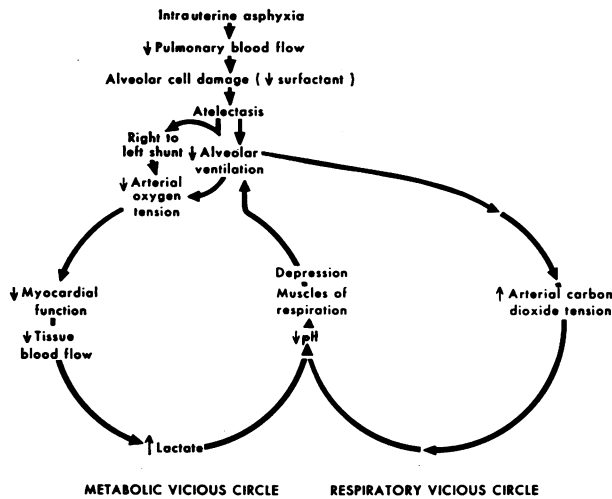 Intrauterine asphyxia
↓ Pulmonary blood flow
Alveolar cell damage ( ↓ surfactant )
Atelectasis
Right to
left shunt
↓ Alveolar
ventilation
↓ Arterial
oxygen
tension
↓ Myocardial
function
↓ Tissue
blood flow
↑ Lactate
Depression
Muscles of
respiration
↓ pH
↑ Arterial carbon
dioxide tension
METABOLIC VICIOUS CIRCLE
RESPIRATORY VICIOUS CIRCLE